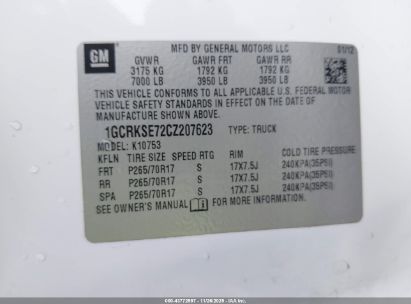 GM
MFD BY GENERAL MOTORS LLC 01/12
GVWR GAWR FRT GAWR RR
3175 KG 1792 KG 1792 KG
7000 LB 3950 LB 3950 LB
THIS VEHICLE CONFORMS TO ALL APPLICABLE U.S. FEDERAL MOTOR
VEHICLE SAFETY STANDARDS IN EFFECT ON THE DATE OF
MANUFACTURE SHOWN ABOVE.
1GCRKSE72CZ207623 TYPE: TRUCK
MODEL: K10753
KFLN TIRE SIZE SPEED RTG RIM COLD TIRE PRESSURE
FRT P265/70R17 S 17X7.5J 240KPA(35PSI)
RR P265/70R17 S 17X7.5J 240KPA(35PSI)
SPA P265/70R17 S 17X7.5J 240KPA(35PSI)
SEE OWNER'S MANUAL FOR MORE INFORMATION.